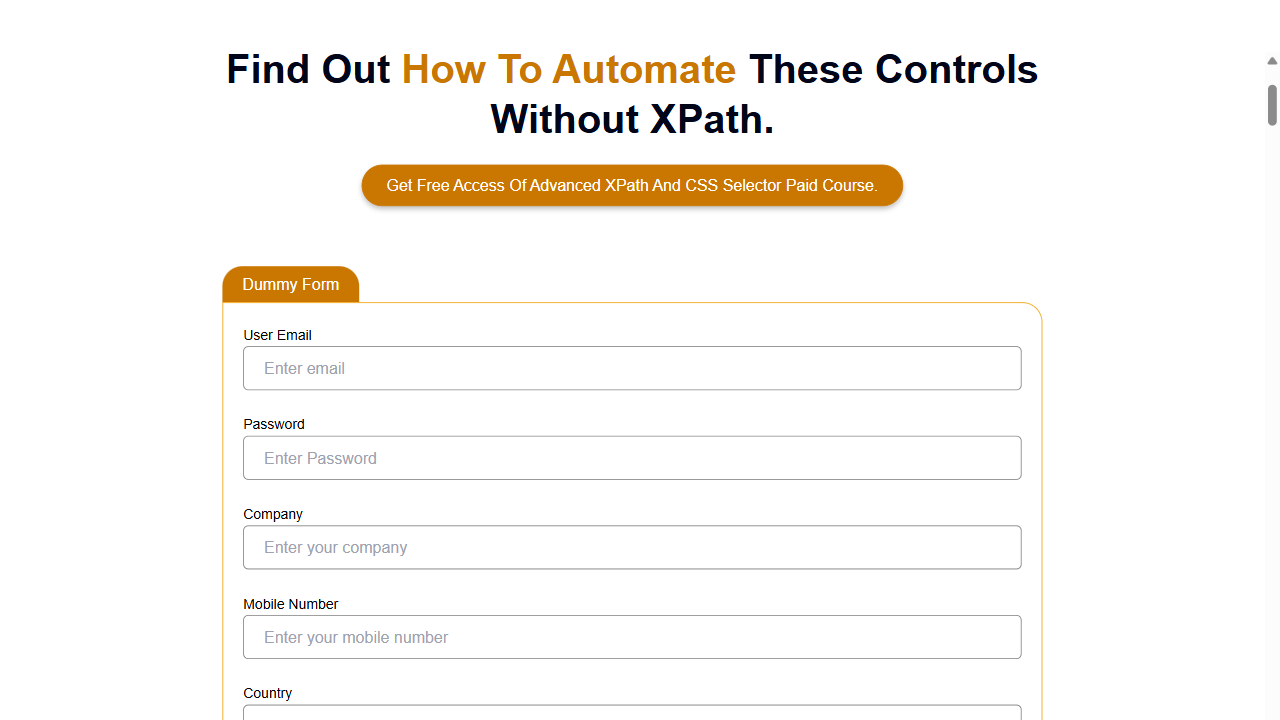 Find Out How To Automate These Controls
Without XPath.
Get Free Access Of Advanced XPath And CSS Selector Paid Course.
Dummy Form
User Email
Enter email
Password
Enter Password
Company
Enter your company
Mobile Number
Enter your mobile number
Country